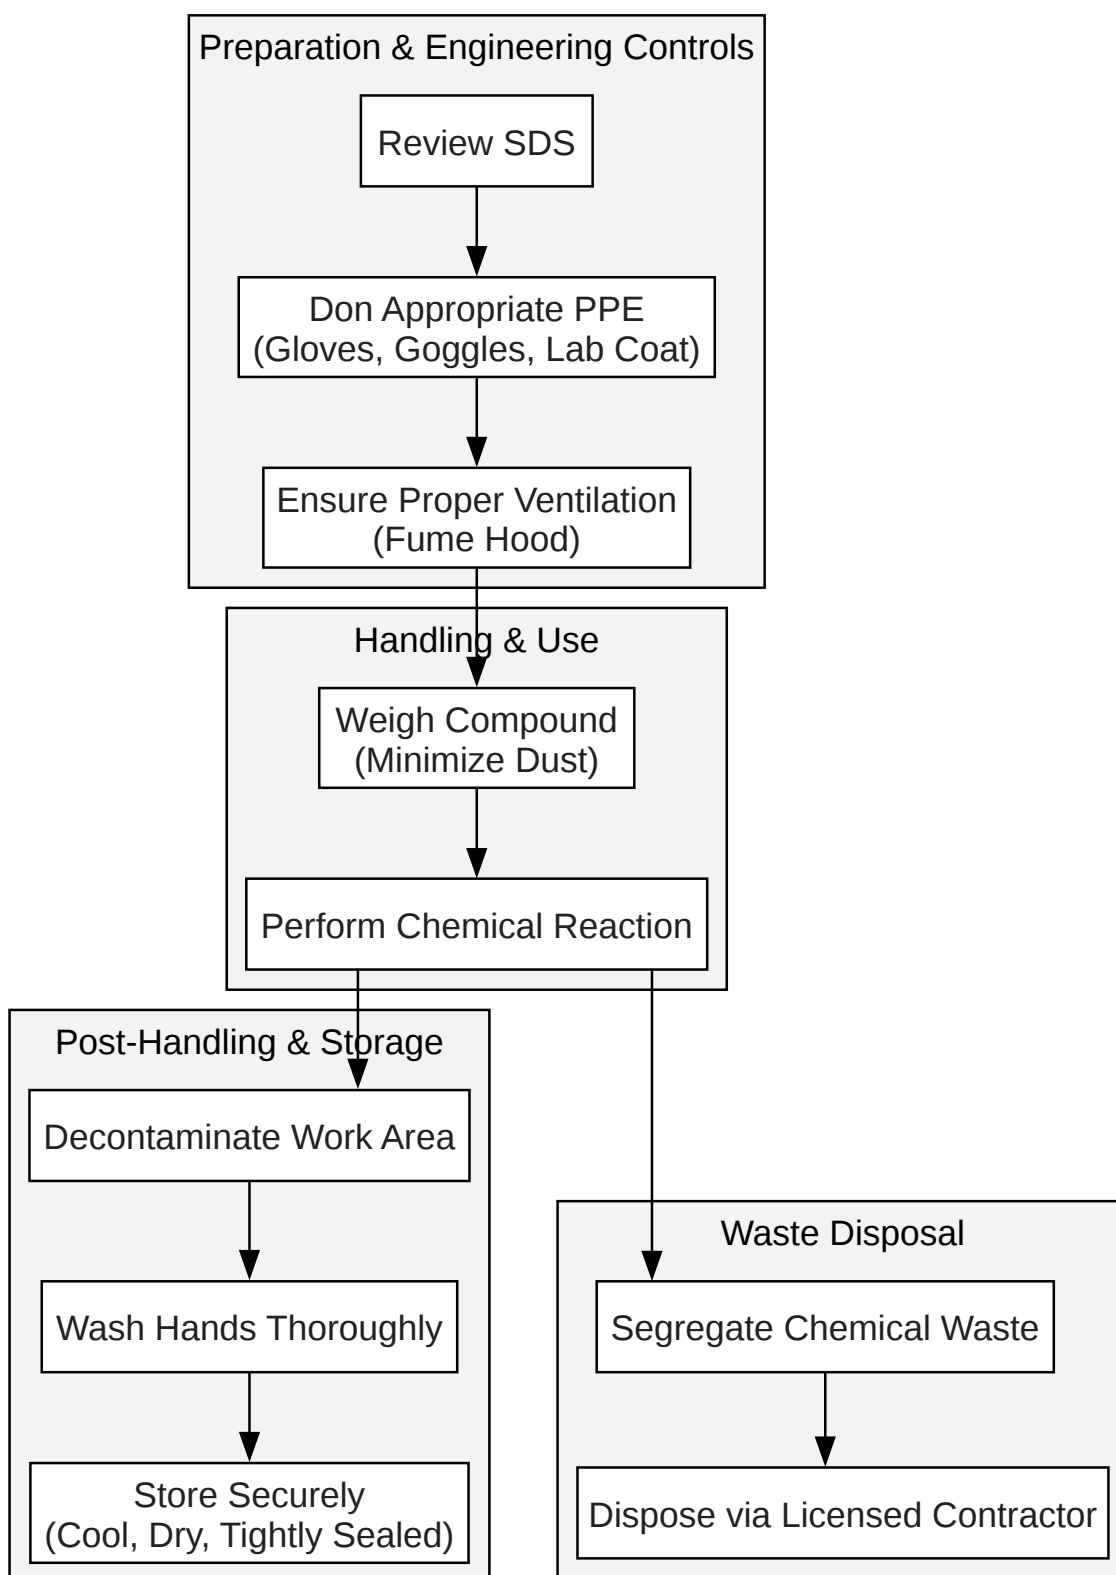 Preparation & Engineering Controls
Review SDS
Don Appropriate PPE
(Gloves, Goggles, Lab Coat)
Ensure Proper Ventilation
(Fume Hood)
Handling & Use
Weigh Compound
(Minimize Dust)
Perform Chemical Reaction
Post-Handling & Storage
Decontaminate Work Area
Wash Hands Thoroughly
Store Securely
(Cool, Dry, Tightly Sealed)
Waste Disposal
Segregate Chemical Waste
Dispose via Licensed Contractor